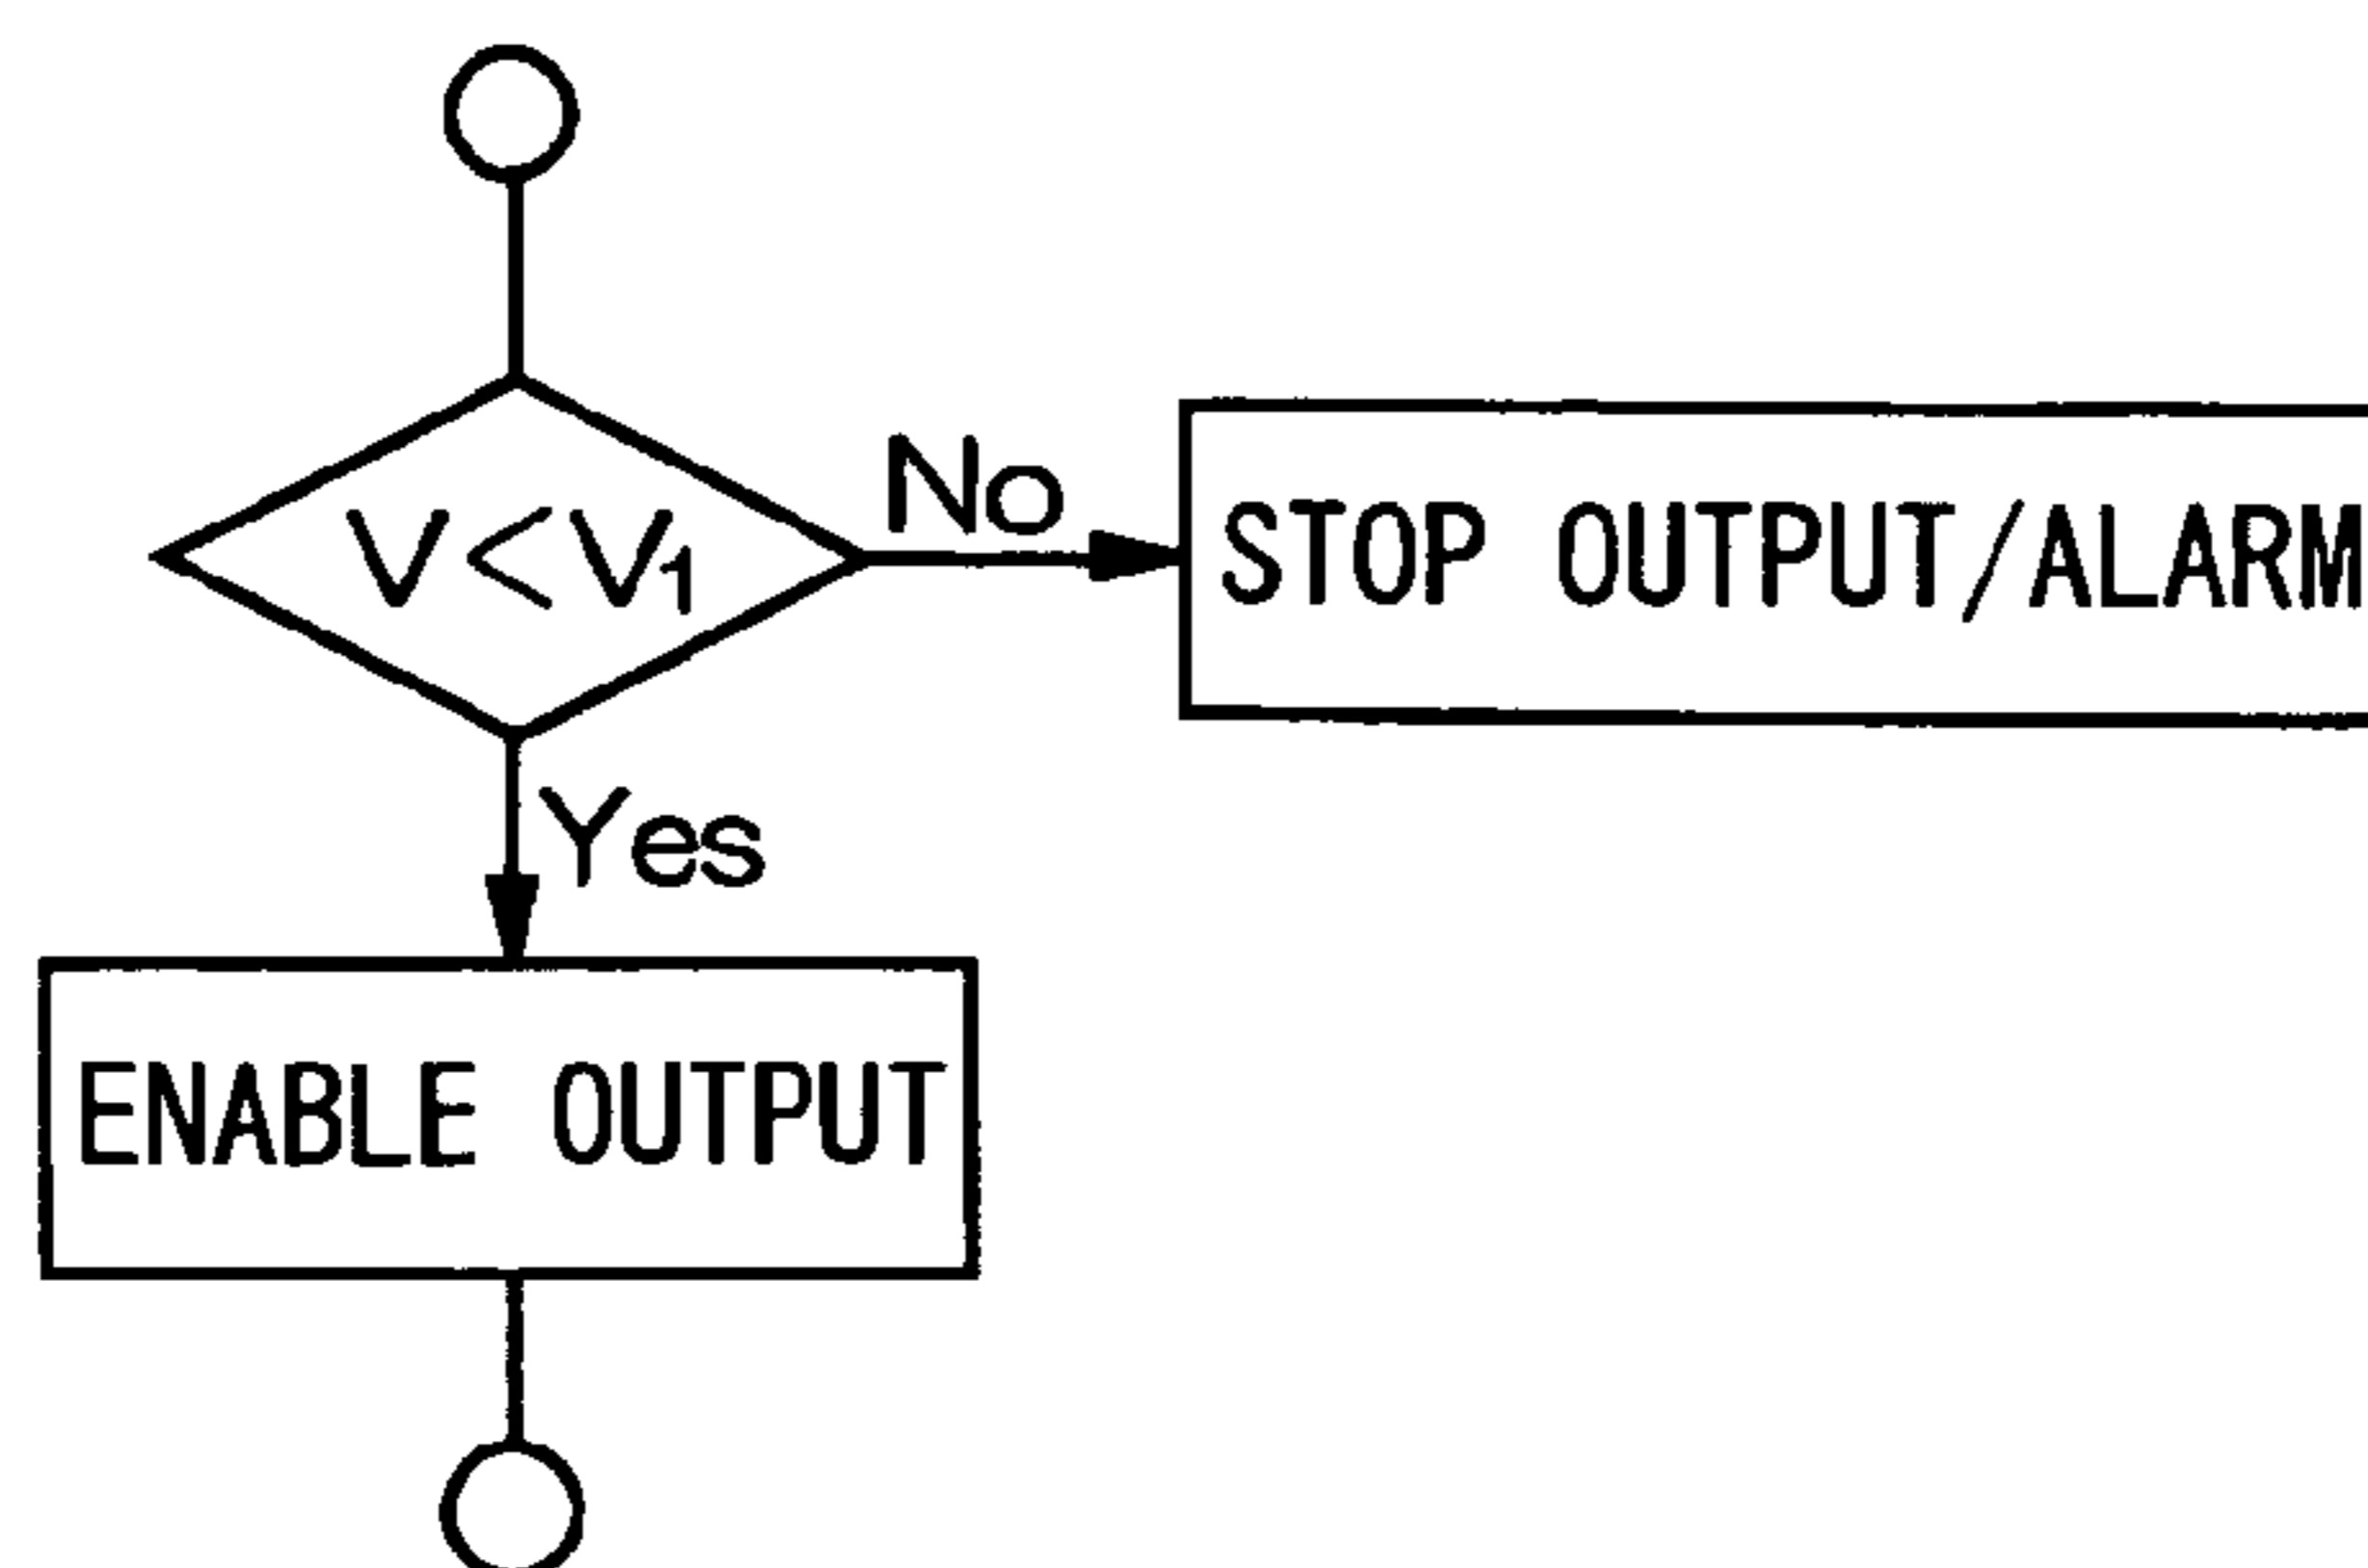 V<V₁
No
STOP OUTPUT/ALARM
Yes
ENABLE OUTPUT